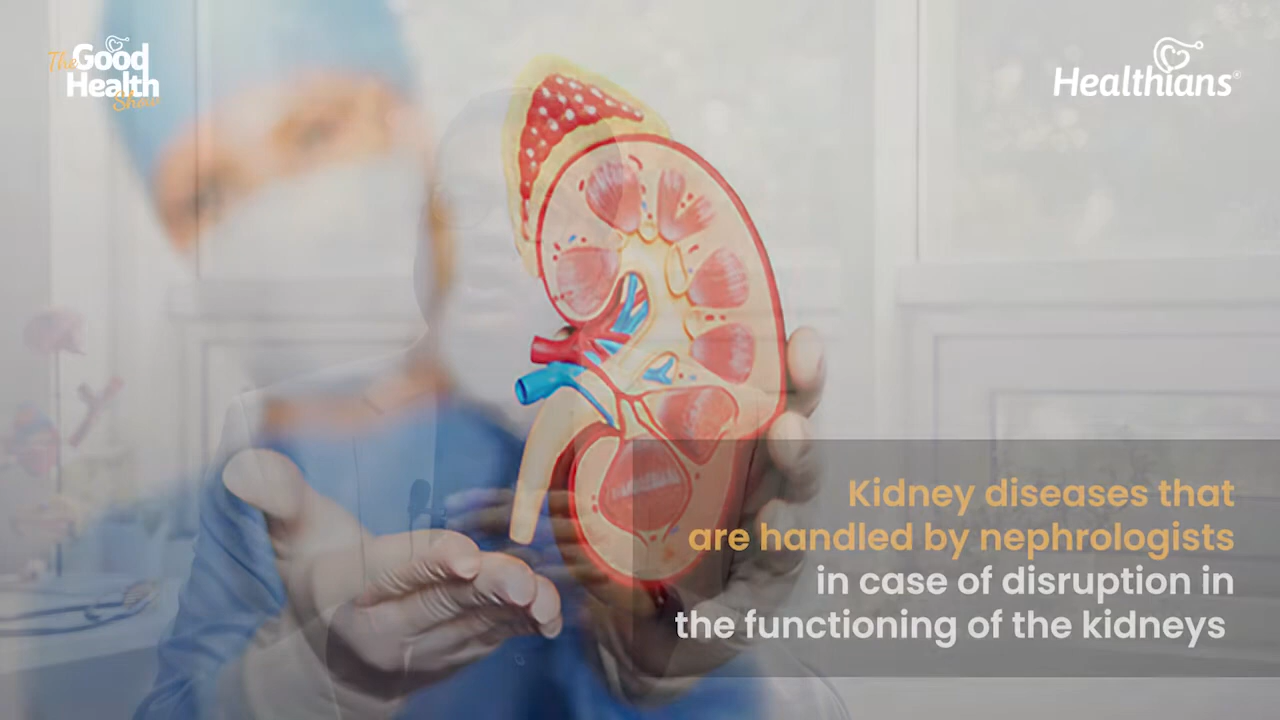 The
Good
Health
Show
Healthians®
Kidney diseases that
are handled by nephrologists
in case of disruption in
the functioning of the kidneys